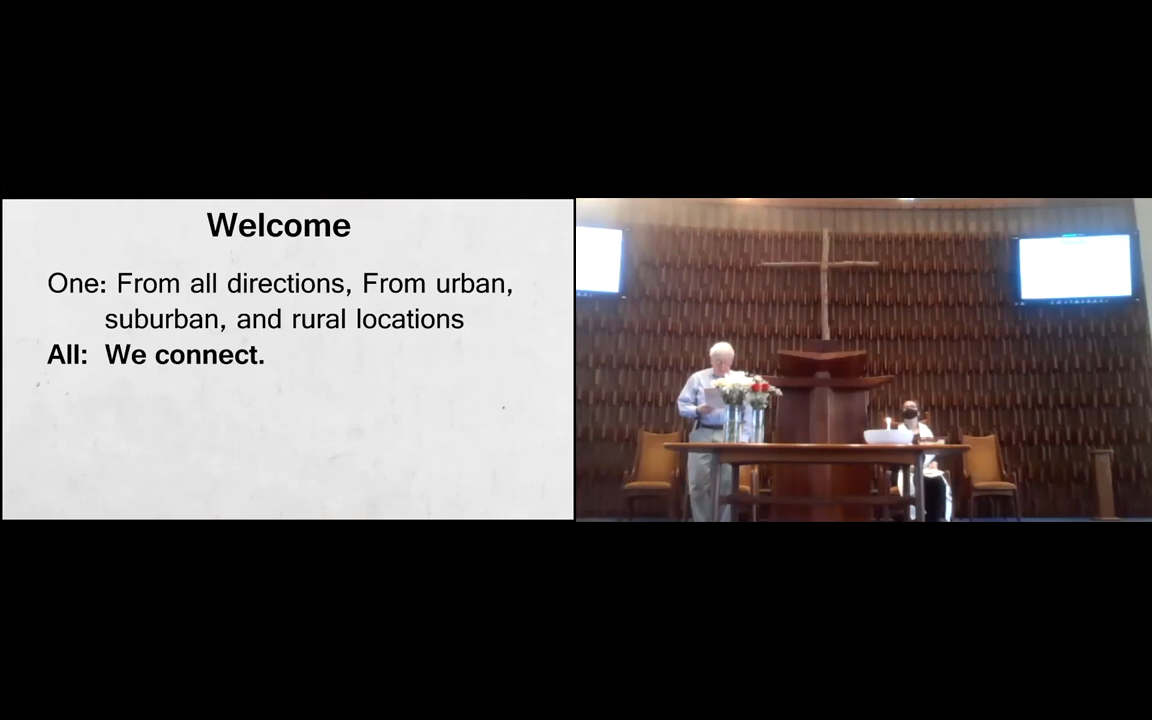 Welcome
One: From all directions, From urban,
suburban, and rural locations
All: We connect.